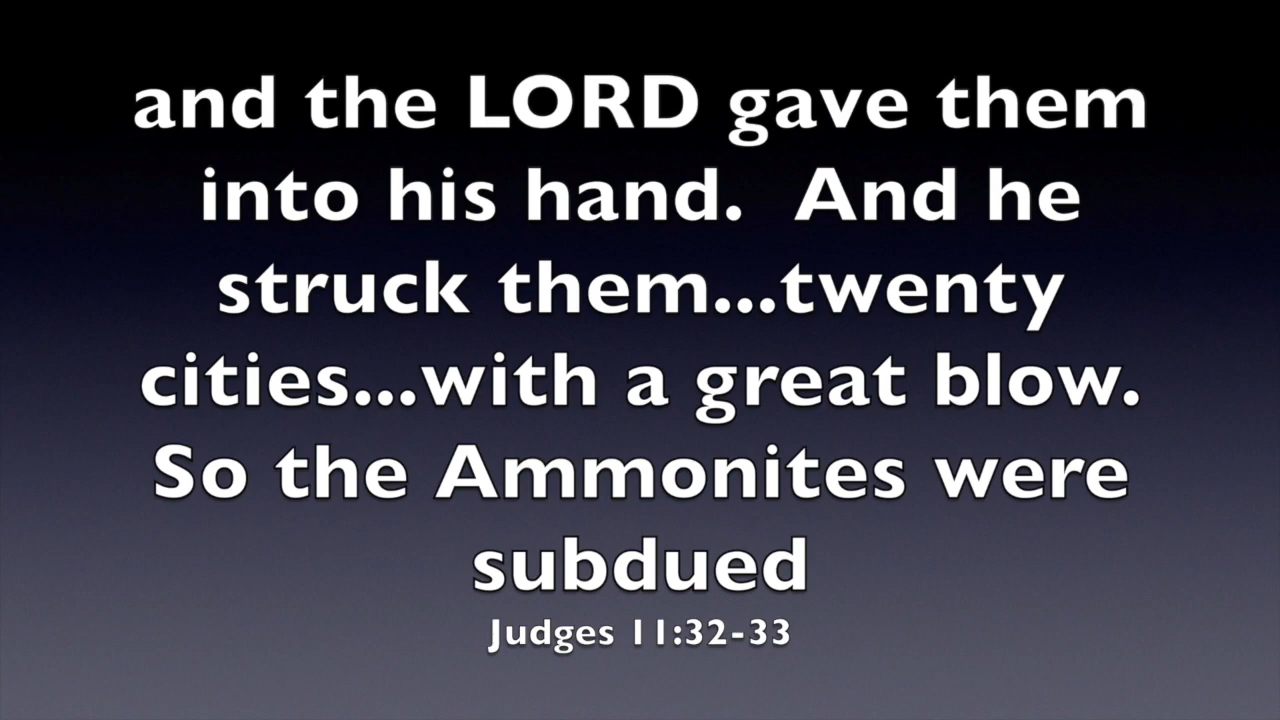 and the LORD gave them
into his hand.  And he
struck them...twenty
cities...with a great blow.
So the Ammonites were
subdued
Judges 11:32-33